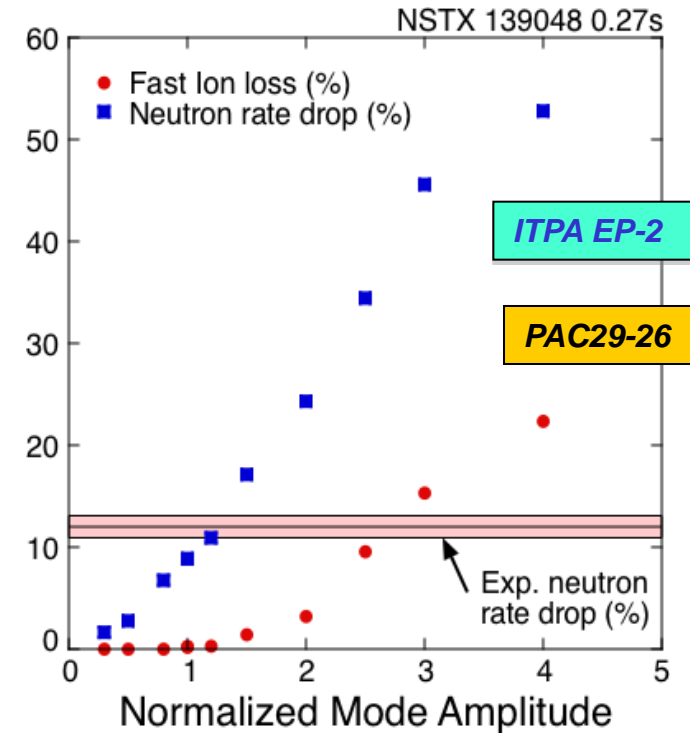 NSTX 139048 0.27s
60
Fast Ion loss (%)
Neutron rate drop (%)
50
ITPA EP-2
40
PAC29-26
30
20
10
Exp. neutron
rate drop (%)
0
0 1 2 3 4 5
Normalized Mode Amplitude